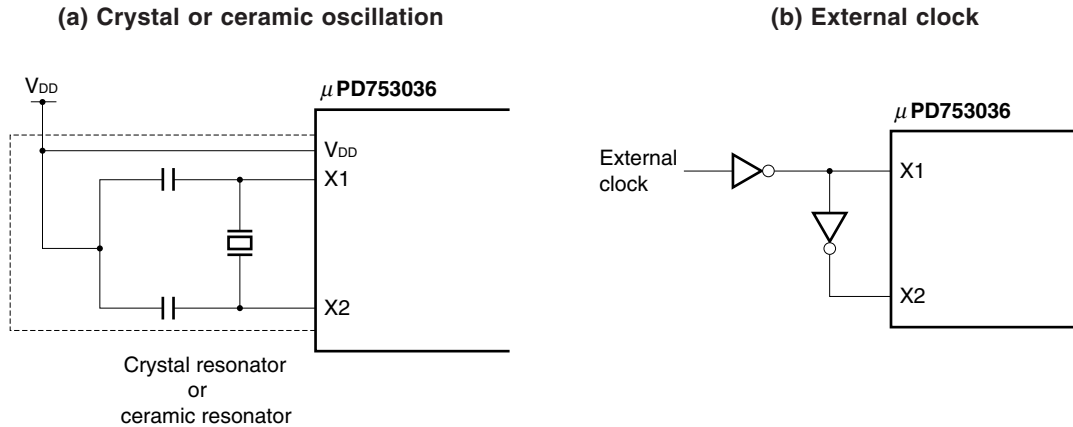 (a) Crystal or ceramic oscillation
VDD
μPD753036
VDD
X1
X2
Crystal resonator
or
ceramic resonator
(b) External clock
μPD753036
External
clock
X1
X2